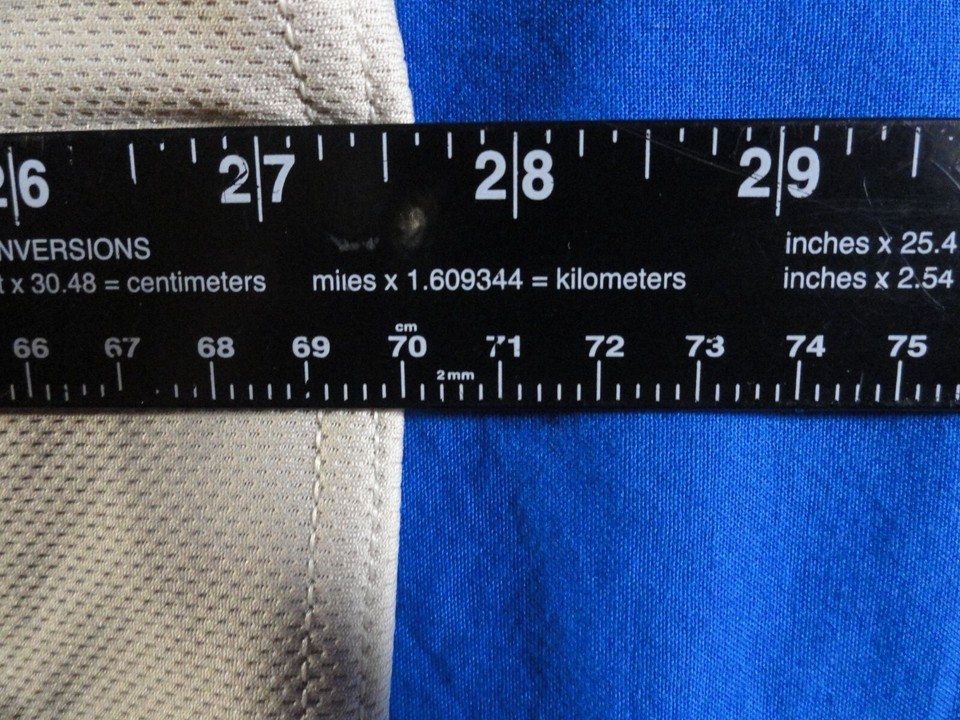 26 27 28 29
NVERSIONS inches x 25.4
t x 30.48 = centimeters miles x 1.609344 = kilometers inches x 2.54
cm
66 67 68 69 70 71 72 73 74 75
2mm